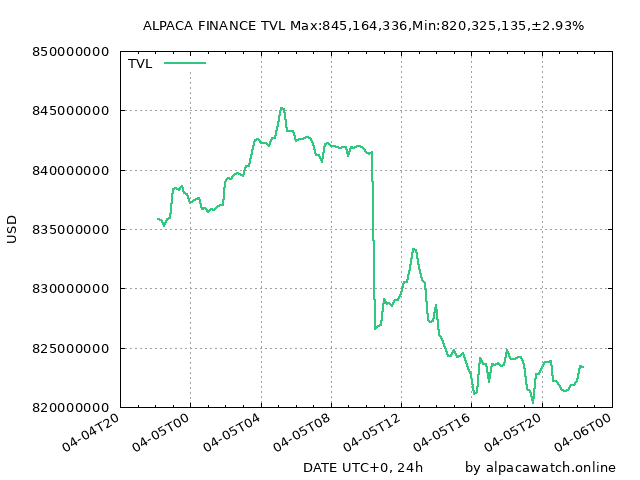 ALPACA FINANCE TVL Max:845,164,336,Min:820,325,135,±2.93%
TVL
850000000
845000000
840000000
835000000
830000000
825000000
820000000
USD
04-04T20
04-05T00
04-05T04
04-05T08
04-05T12
04-05T16
04-05T20
04-06T00
DATE UTC+0, 24h
by alpacawatch.online